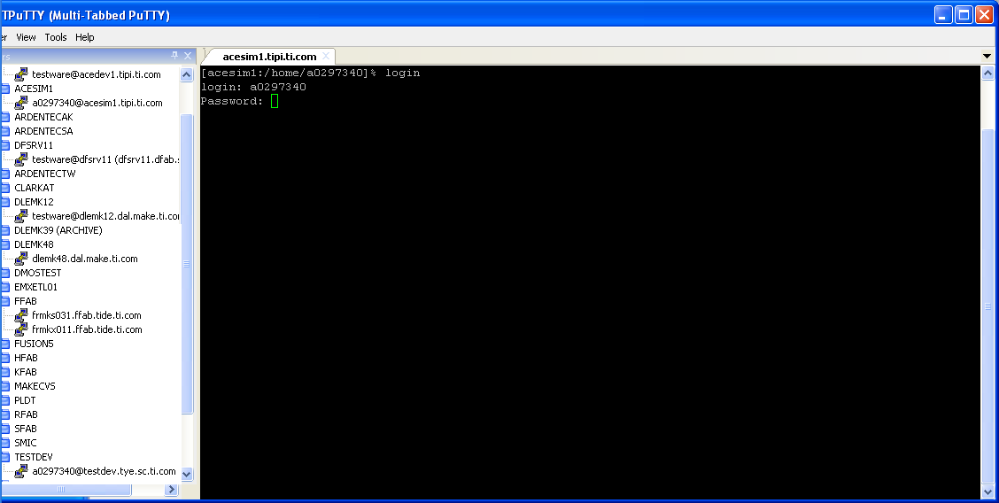 TPuTTY (Multi-Tabbed PuTTY)
View Tools Help
acesim1.tipi.ti.com
testware@acedev1.tipi.ti.com
ACESIM1
a0297340@acesim1.tipi.ti.com
ARDENTECAK
ARDENTECSA
DFSRV11
testware@dfsrv11 (dfsrv11.dfab.s
ARDENTECTW
CLARKAT
DLEMK12
testware@dlemk12.dal.make.ti.co
DLEMK39 (ARCHIVE)
DLEMK48
dlemk48.dal.make.ti.com
DMOSTEST
EMXETL01
FFAB
frmks031.ffab.tide.ti.com
frmkx011.ffab.tide.ti.com
FUSION5
HFAB
KFAB
MAKECVS
PLDT
RFAB
SFAB
SMIC
TESTDEV
a0297340@testdev.tye.sc.ti.com
[acesim1:/home/a0297340]% login
login: a0297340
Password: